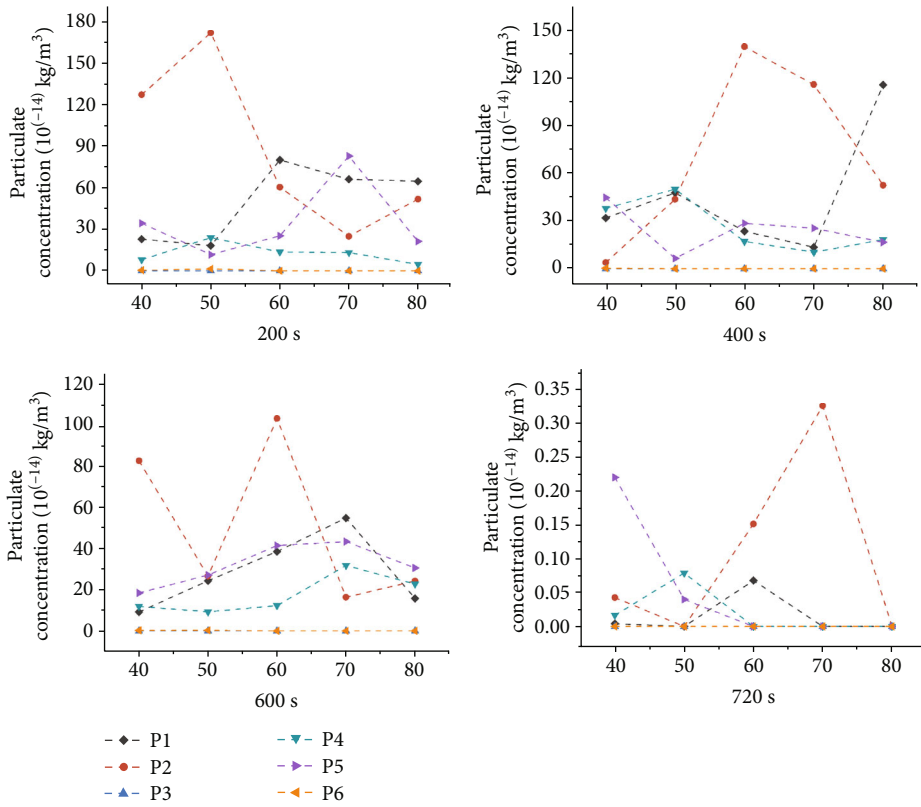 Particulate
concentration (10(−14) kg/m3)
180
150
120
90
60
30
0
40 50 60 70 80
200 s
Particulate
concentration (10(−14) kg/m3)
150
120
90
60
30
0
40 50 60 70 80
400 s
Particulate
concentration (10(−14) kg/m3)
120
100
80
60
40
20
0
40 50 60 70 80
600 s
Particulate
concentration (10(−14) kg/m3)
0.35
0.30
0.25
0.20
0.15
0.10
0.05
0.00
40 50 60 70 80
720 s
P1 P4
P2 P5
P3 P6